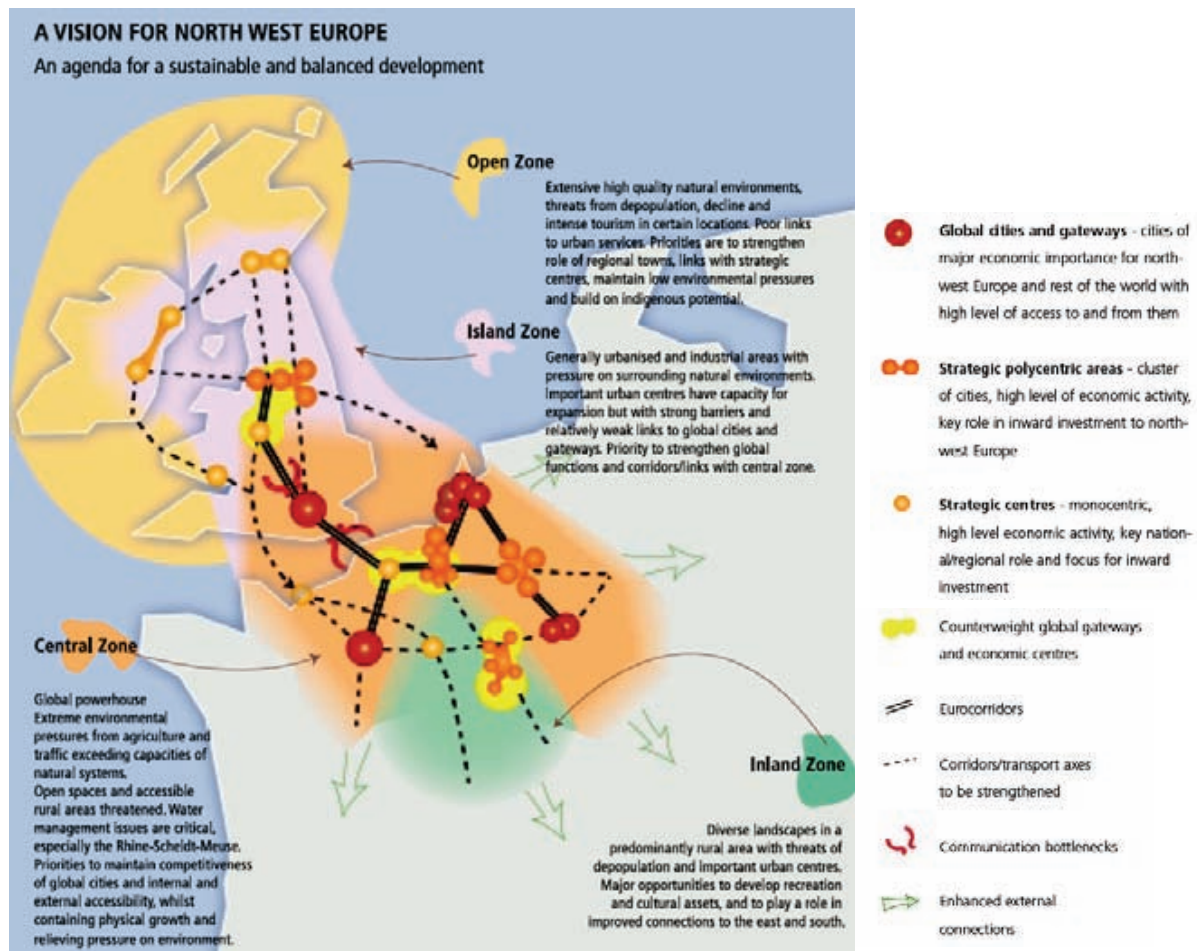 A VISION FOR NORTH WEST EUROPE
An agenda for a sustainable and balanced development
Open Zone
Extensive high quality natural environments,
threats from depopulation, decline and
intense tourism in certain locations. Poor links
to urban services. Priorities are to strengthen
role of regional towns, links with strategic
centres, maintain low environmental pressures
and build on indigenous potential.
Island Zone
Generally urbanised and industrial areas with
pressure on surrounding natural environments.
Important urban centres have capacity for
expansion but with strong barriers and
relatively weak links to global cities and
gateways. Priority to strengthen global
functions and corridors/links with central zone.
Central Zone
Global powerhouse
Extreme environmental
pressures from agriculture and
traffic exceeding capacities of
natural systems.
Open spaces and accessible
rural areas threatened. Water
management issues are critical,
especially the Rhine-Scheldt-Meuse.
Priorities to maintain competitiveness
of global cities and internal and
external accessibility, whilst
containing physical growth and
relieving pressure on environment.
Inland Zone
Diverse landscapes in a
predominantly rural area with threats of
depopulation and important urban centres.
Major opportunities to develop recreation
and cultural assets, and to play a role in
improved connections to the east and south.
Global cities and gateways - cities of
major economic importance for north-
west Europe and rest of the world with
high level of access to and from them
Strategic polycentric areas - cluster
of cities, high level of economic activity,
key role in inward investment to north-
west Europe
Strategic centres - monocentric,
high level economic activity, key nation-
al/regional role and focus for inward
investment
Counterweight global gateways
and economic centres
Eurocorridors
Corridors/transport axes
to be strengthened
Communication bottlenecks
Enhanced external
connections